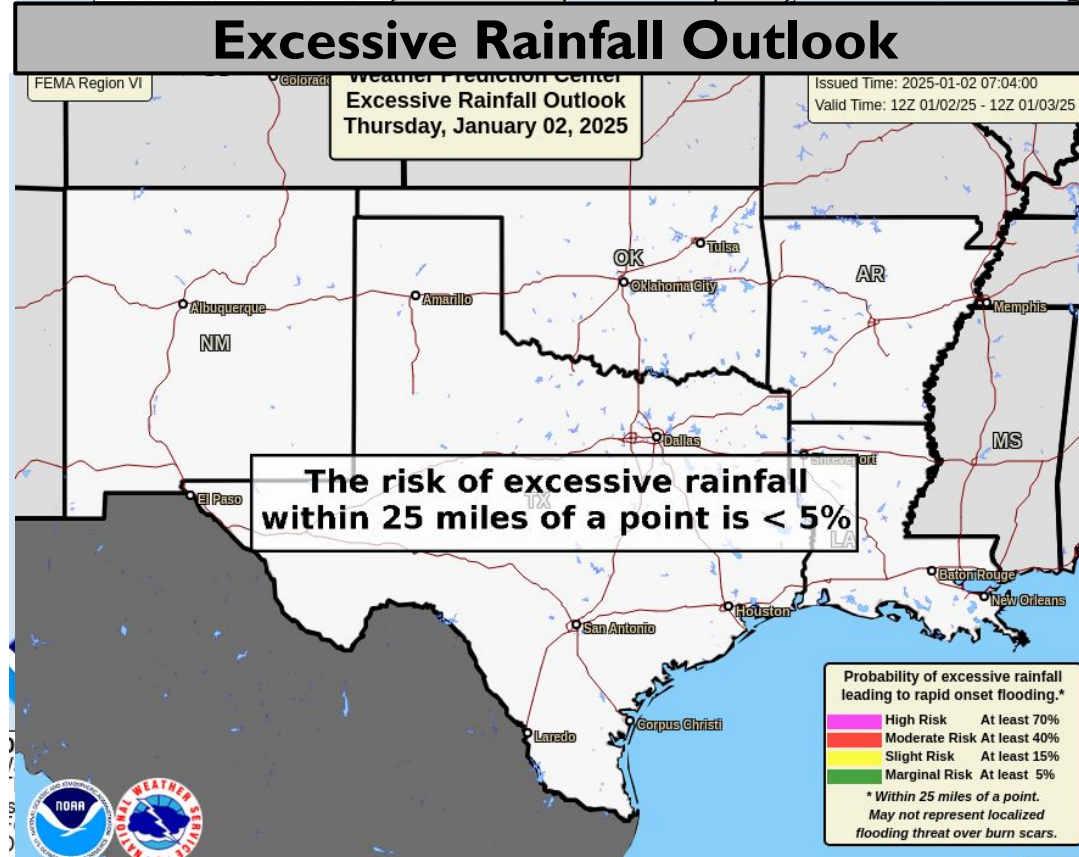 Excessive Rainfall Outlook
FEMA Region VI
Weather Prediction Center
Excessive Rainfall Outlook
Thursday, January 02, 2025
Issued Time: 2025-01-02 07:04:00
Valid Time: 12Z 01/02/25 - 12Z 01/03/25
Colorado
Tulsa
OK
Oklahoma City
AR
Albuquerque
Amarillo
Memphis
NM
Dallas
MS
Shreveport
The risk of excessive rainfall
within 25 miles of a point is < 5%
El Paso
TX
LA
Baton Rouge
New Orleans
Houston
San Antonio
Corpus Christi
Laredo
Probability of excessive rainfall
leading to rapid onset flooding.*
High Risk At least 70%
Moderate Risk At least 40%
Slight Risk At least 15%
Marginal Risk At least 5%
* Within 25 miles of a point.
May not represent localized
flooding threat over burn scars.
NOAA
NATIONAL WEATHER SERVICE